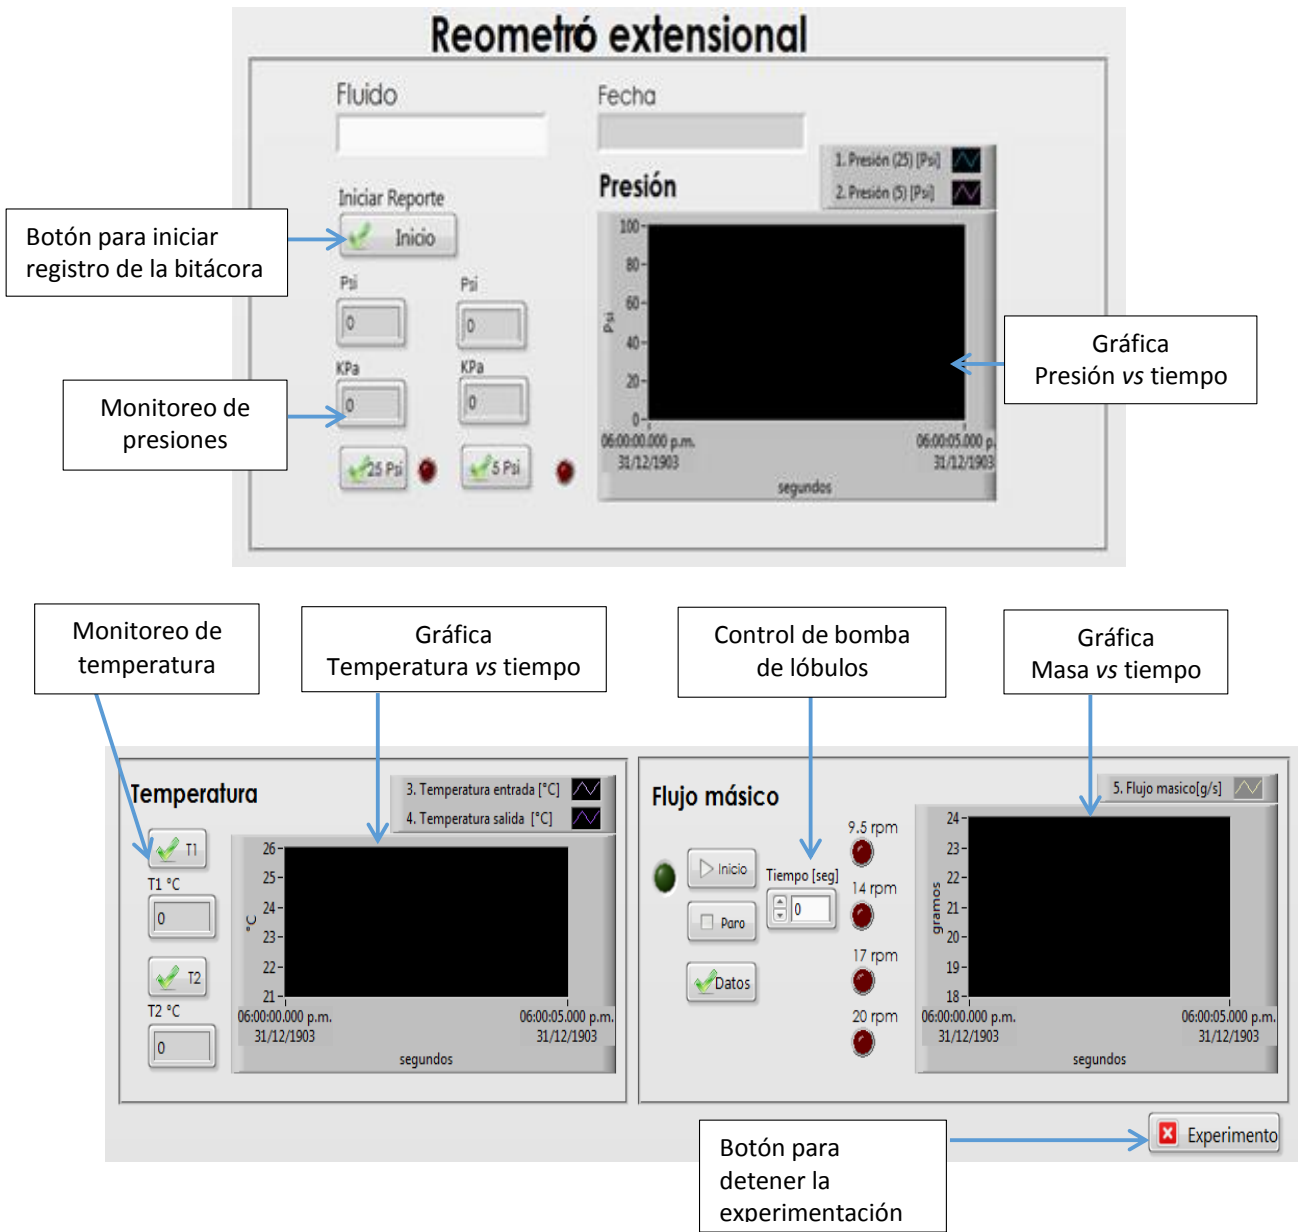 Reometró extensional
Fluido
Fecha
1. Presión (25) [Psi]
2. Presión (5) [Psi]
Presión
Iniciar Reporte
Inicio
Botón para iniciar
registro de la bitácora
Psi
Psi
0
0
KPa
KPa
0
0
Monitoreo de
presiones
25 Psi
5 Psi
100
80
60
40
20
0
Psi
06:00:00.000 p.m.
31/12/1903
06:00:05.000 p.
31/12/1903
segundos
Gráfica
Presión vs tiempo
Monitoreo de
temperatura
Gráfica
Temperatura vs tiempo
Control de bomba
de lóbulos
Gráfica
Masa vs tiempo
Temperatura
3. Temperatura entrada [°C]
4. Temperatura salida [°C]
T1
T1 °C
0
T2
T2 °C
0
26
25
24
23
22
21
°C
06:00:00.000 p.m.
31/12/1903
06:00:05.000 p.m.
31/12/1903
segundos
Flujo másico
5. Flujo masico[g/s]
Inicio
Paro
Datos
Tiempo [seg]
0
9.5 rpm
14 rpm
17 rpm
20 rpm
24
23
22
21
20
19
18
gramos
06:00:00.000 p.m.
31/12/1903
06:00:05.000 p.m.
31/12/1903
segundos
Botón para
detener la
experimentación
Experimento